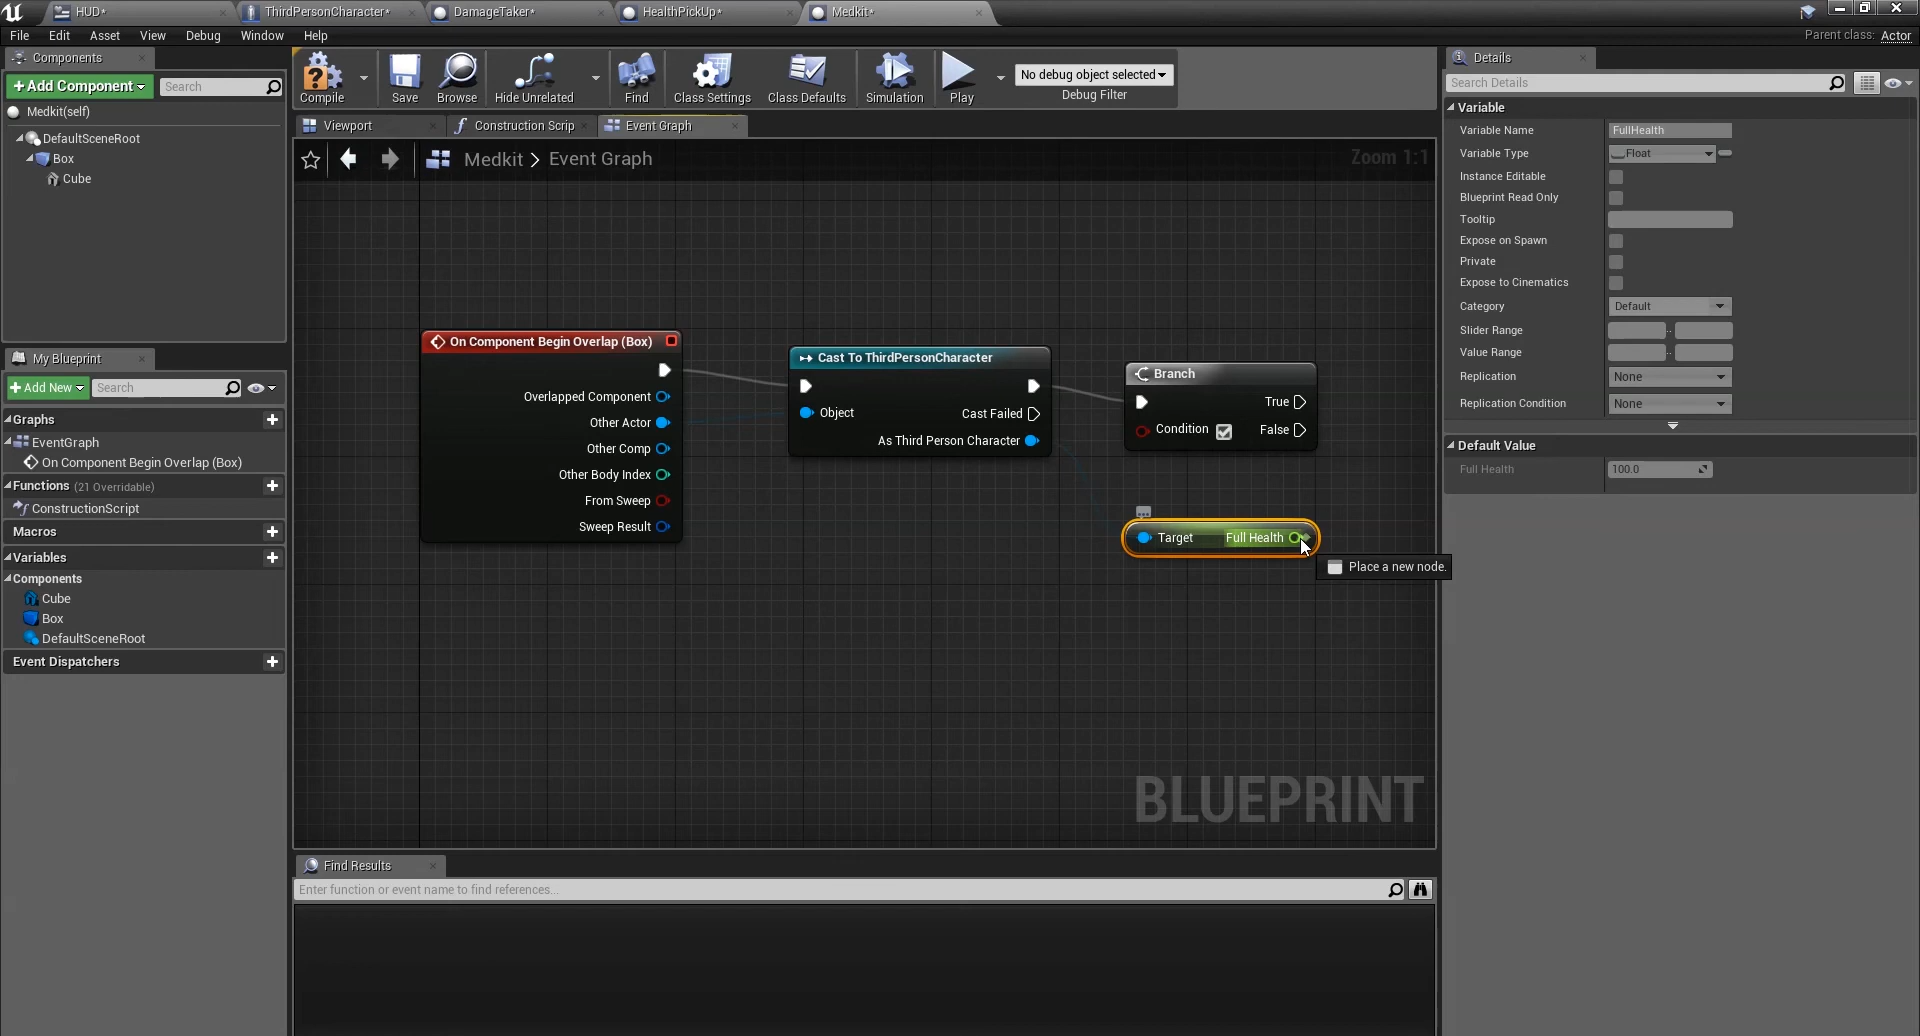 HUD*
ThirdPersonCharacter*
DamageTaker*
HealthPickUp*
Medkit*
File Edit Asset View Debug Window Help
Parent class: Actor
Components
+Add Component
Search
Medkit(self)
DefaultSceneRoot
Box
Cube
My Blueprint
+Add New
Search
Graphs
EventGraph
On Component Begin Overlap (Box)
Functions (21 Overridable)
ConstructionScript
Macros
Variables
Components
Cube
Box
DefaultSceneRoot
Event Dispatchers
Compile
Save
Browse
Hide Unrelated
Find
Class Settings
Class Defaults
Simulation
Play
No debug object selected
Debug Filter
Viewport
Construction Scrip
Event Graph
Medkit > Event Graph
Zoom 1:1
On Component Begin Overlap (Box)
Overlapped Component
Other Actor
Other Comp
Other Body Index
From Sweep
Sweep Result
Cast To ThirdPersonCharacter
Object
Cast Failed
As Third Person Character
Branch
True
Condition
False
Target
Full Health
Place a new node.
BLUEPRINT
Find Results
Enter function or event name to find references...
Details
Search Details
Variable
Variable Name FullHealth
Variable Type Float
Instance Editable
Blueprint Read Only
Tooltip
Expose on Spawn
Private
Expose to Cinematics
Category Default
Slider Range
Value Range
Replication None
Replication Condition None
Default Value
Full Health 100.0